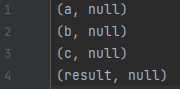 1 (a, null)
2 (b, null)
3 (c, null)
4 (result, null)